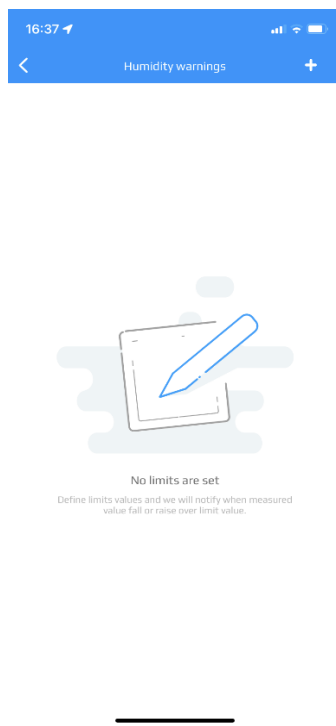 16:37
Humidity warnings
No limits are set
Define limits values and we will notify when measured
value fall or raise over limit value.